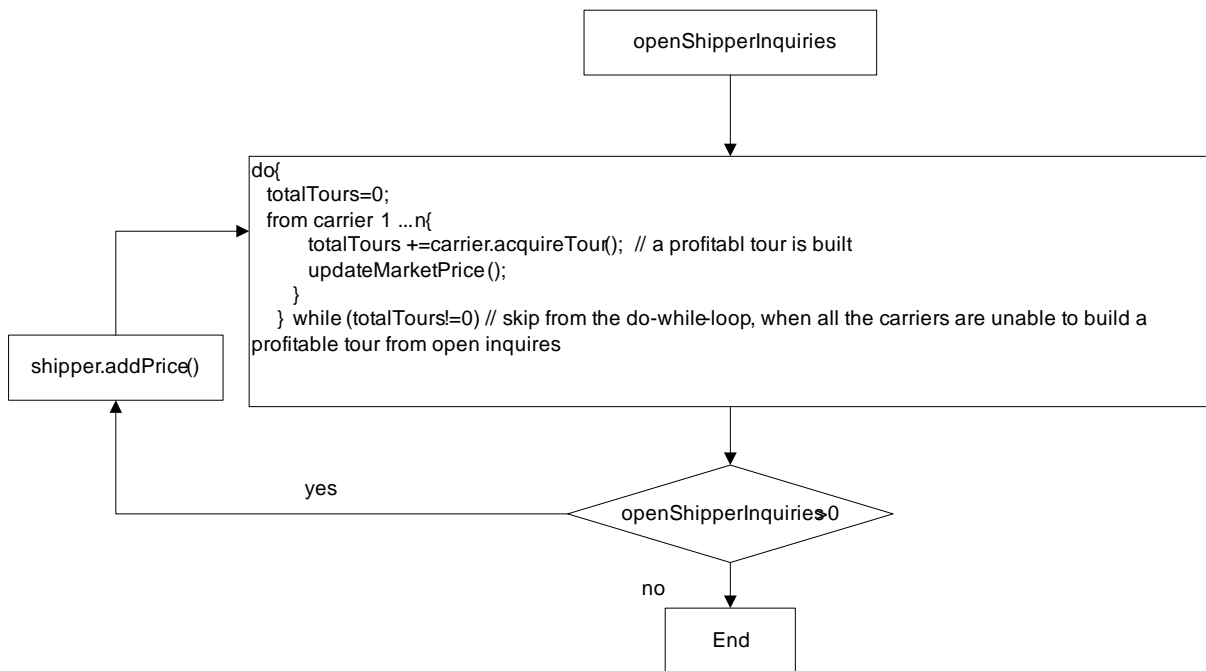 openShipperInquiries
do{
totalTours=0;
from carrier 1 ...n{
totalTours +=carrier.acquireTour(); // a profitabl tour is built
updateMarketPrice();
}
} while (totalTours!=0) // skip from the do-while-loop, when all the carriers are unable to build a
profitable tour from open inquires
shipper.addPrice()
yes
openShipperInquiries>0
no
End